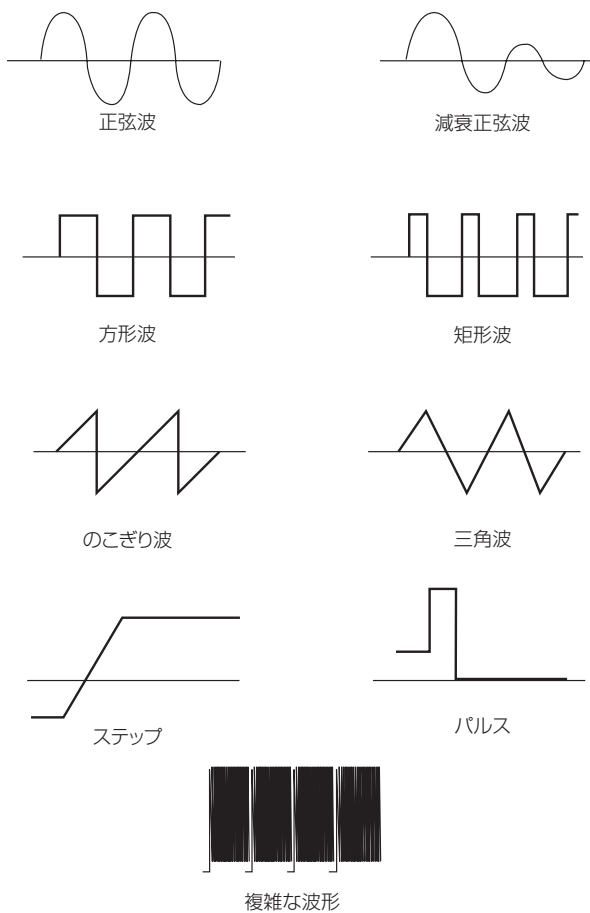 正弦波
減衰正弦波
方形波
矩形波
のこぎり波
三角波
ステップ
パルス
複雑な波形